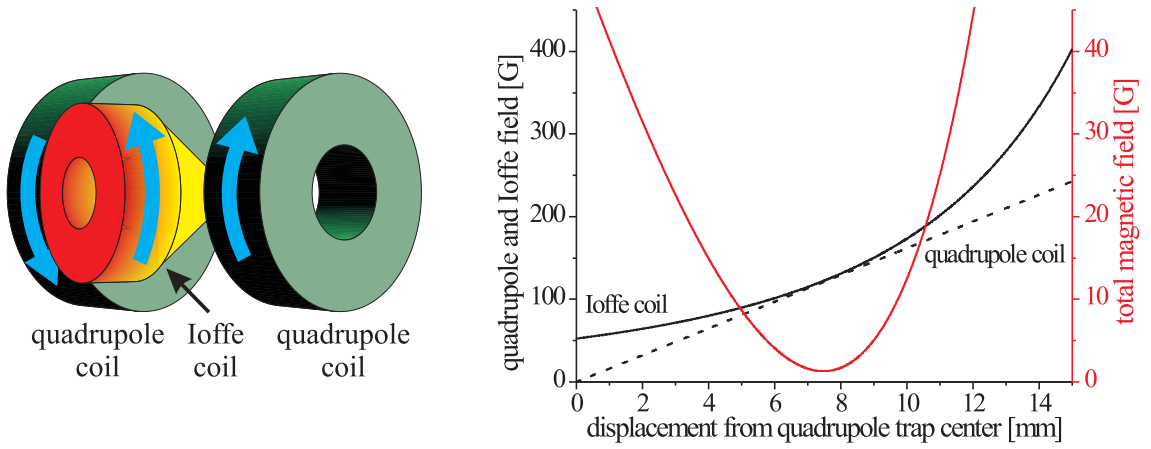 quadrupole
coil
Ioffe
coil
quadrupole
coil
quadrupole and Ioffe field [G]
400
300
200
100
0
Ioffe coil
quadrupole coil
0 2 4 6 8 10 12 14
displacement from quadrupole trap center [mm]
40
30
20
10
0
total magnetic field [G]